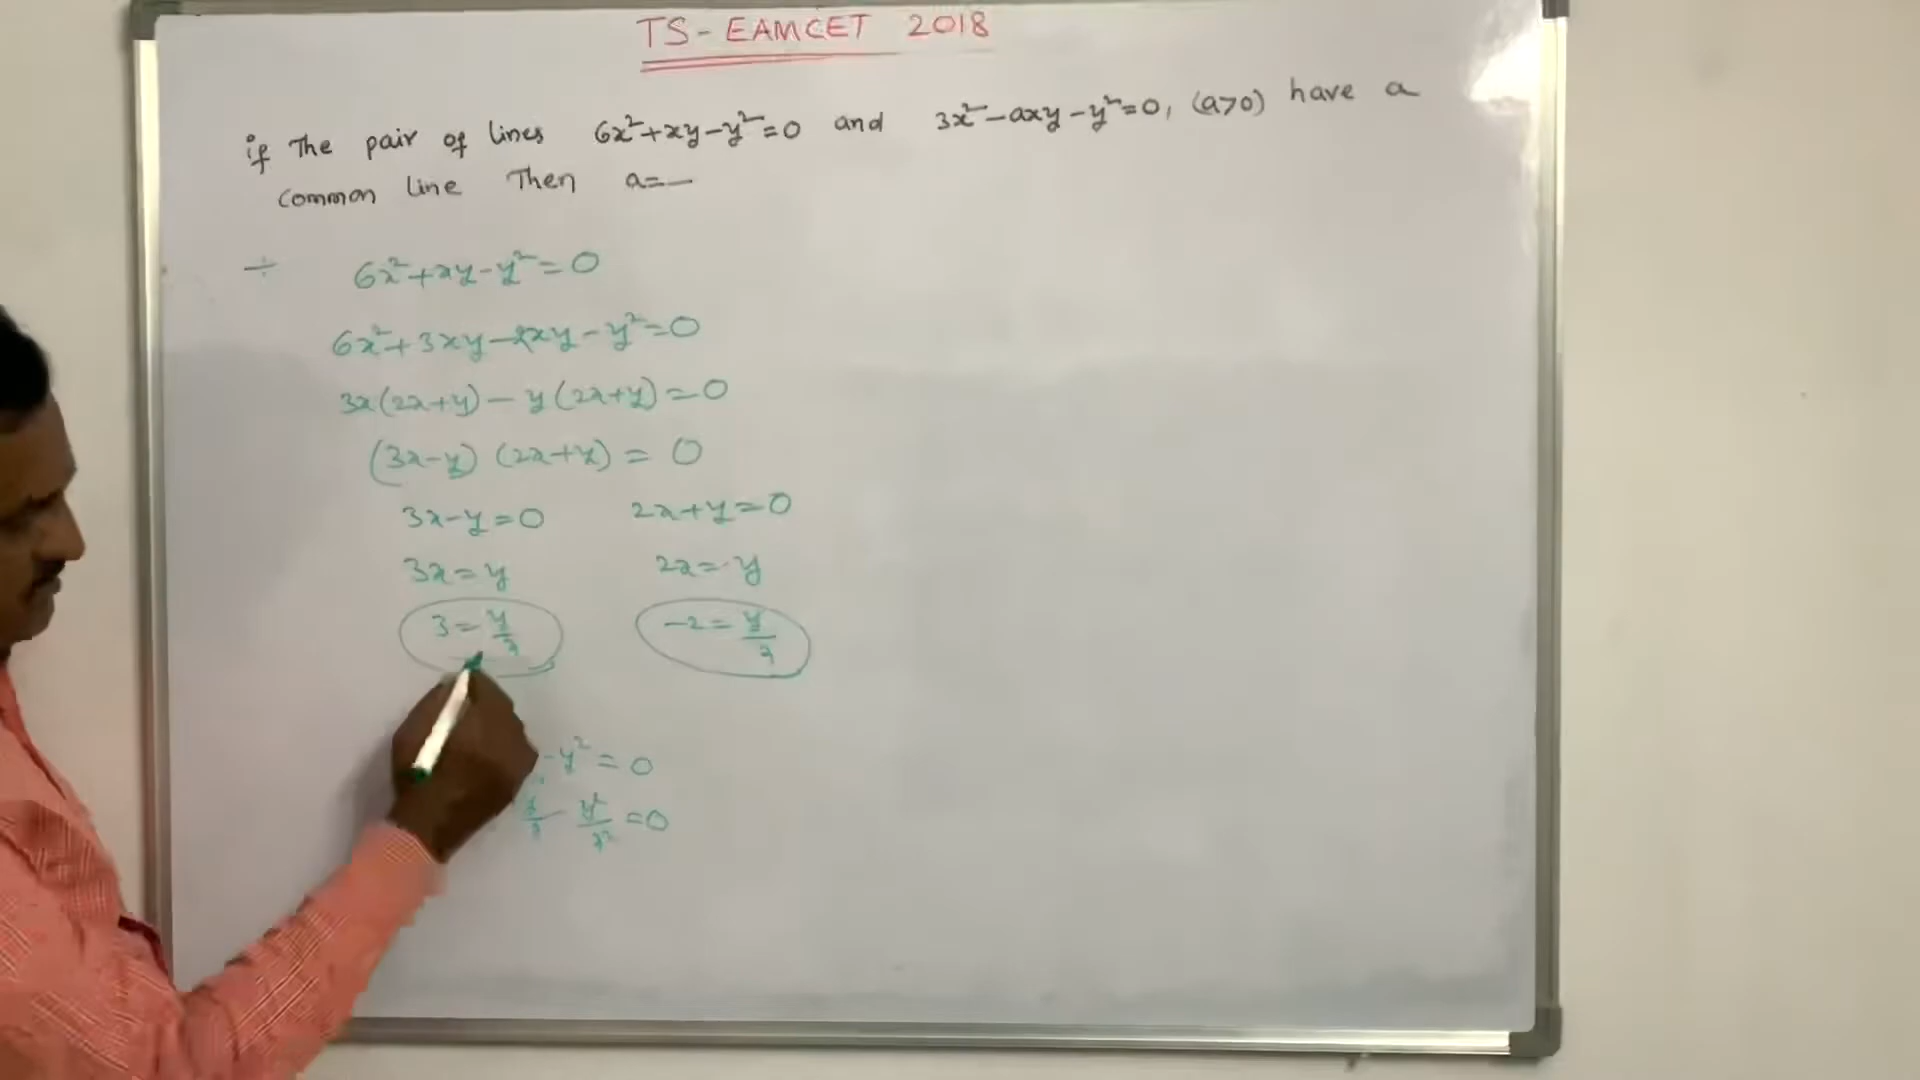 TS-EAMCET 2018
if The pair of lines 6x²+xy-y²=0 and 3x²-axy-y²=0, (a>0) have a
common line Then a=—
÷ 6x²+xy-y²=0
6x²+3xy-2xy-y²=0
3x(2x+y)-y(2x+y)=0
(3x-y) (2x+y) = 0
3x-y=0 2x+y=0
3x=y 2x=-y
3=y/x -2=y/x
-y²=0
y/x - y²/x²=0